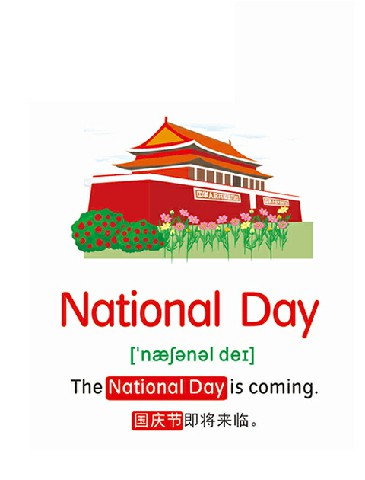 National Day
[ˈnæʃənəl deɪ]
The National Day is coming.
国庆节即将来临。